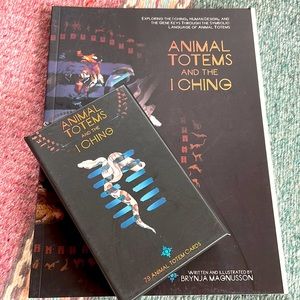 EXPLORING THE I CHING, HUMAN DESIGN, AND
THE GENE KEYS THROUGH THE SYMBOLIC
LANGUAGE OF ANIMAL TOTEMS
ANIMAL
TOTEMS
AND THE
I CHING
ANIMAL
TOTEMS
AND THE
I CHING
79 ANIMAL TOTEM CARDS
WRITTEN AND ILLUSTRATED BY
BRYNJA MAGNUSSON